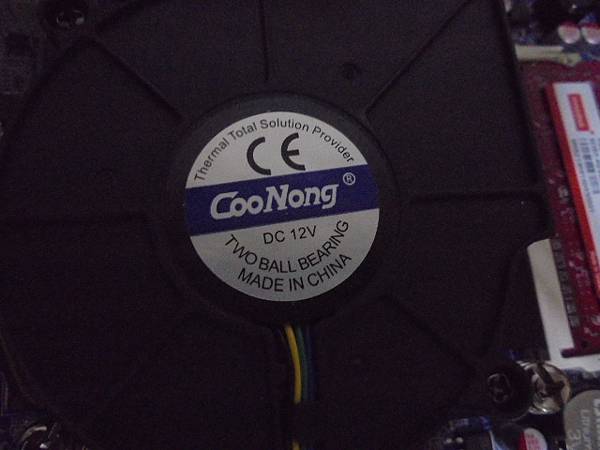 Thermal Total Solution Provider
CE
CooNong®
DC 12V
TWO BALL BEARING
MADE IN CHINA